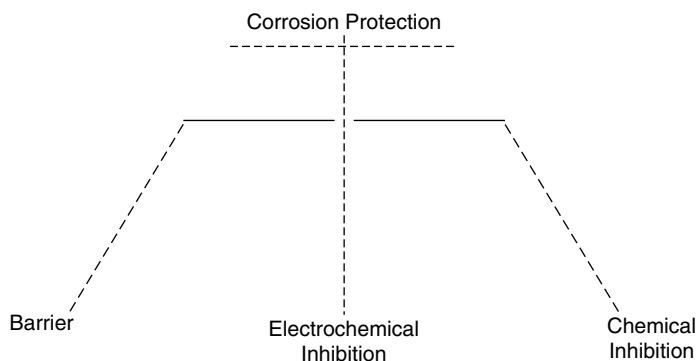 Corrosion Protection
Barrier
Electrochemical
Inhibition
Chemical
Inhibition